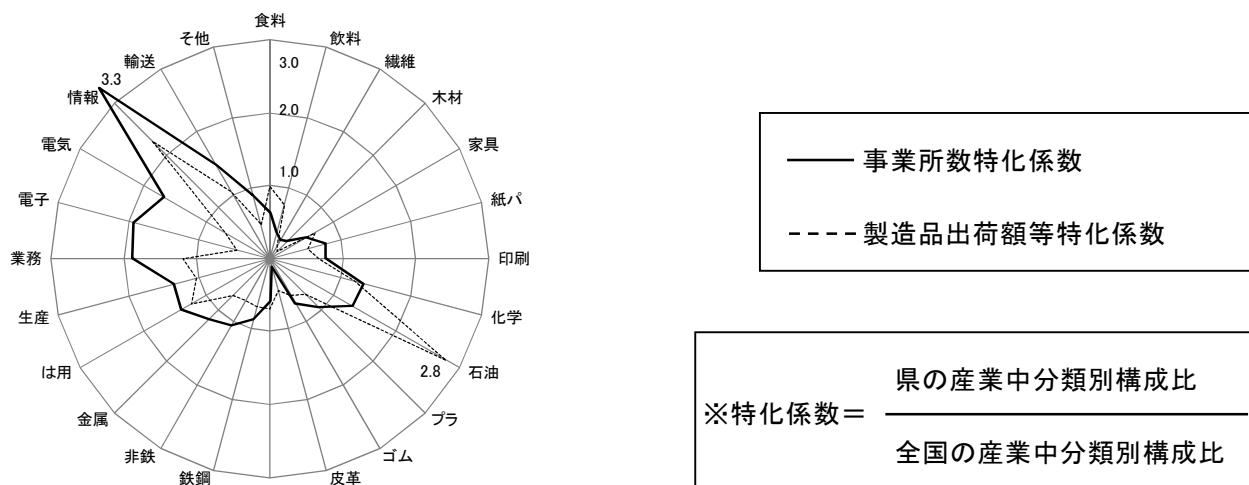 食料
飲料
繊維
木材
家具
紙パ
印刷
化学
石油
プラ
ゴム
皮革
鉄鋼
非鉄
金属
は用
生産
業務
電子
電気
情報
輸送
その他
3.0
2.0
1.0
3.3
2.8
事業所数特化係数
製造品出荷額等特化係数
県の産業中分類別構成比
※特化係数＝
全国の産業中分類別構成比